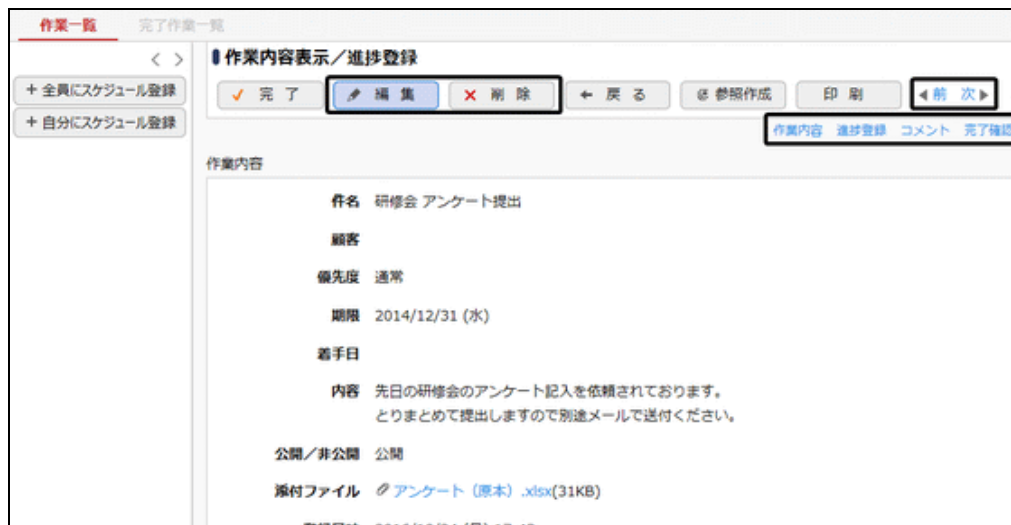 作業一覧 完了作業一覧
< >
+ 全員にスケジュール登録
+ 自分にスケジュール登録
作業内容表示／進捗登録
完了 編集 削除 戻る 参照作成 印刷 前 次
作業内容 進捗登録 コメント 完了確認
作業内容
件名 研修会 アンケート提出
顧客
優先度 通常
期限 2014/12/31 (水)
着手日
内容 先日の研修会のアンケート記入を依頼されております。
とりまとめて提出しますので別途メールで送付ください。
公開／非公開 公開
添付ファイル アンケート（原本）.xlsx(31KB)